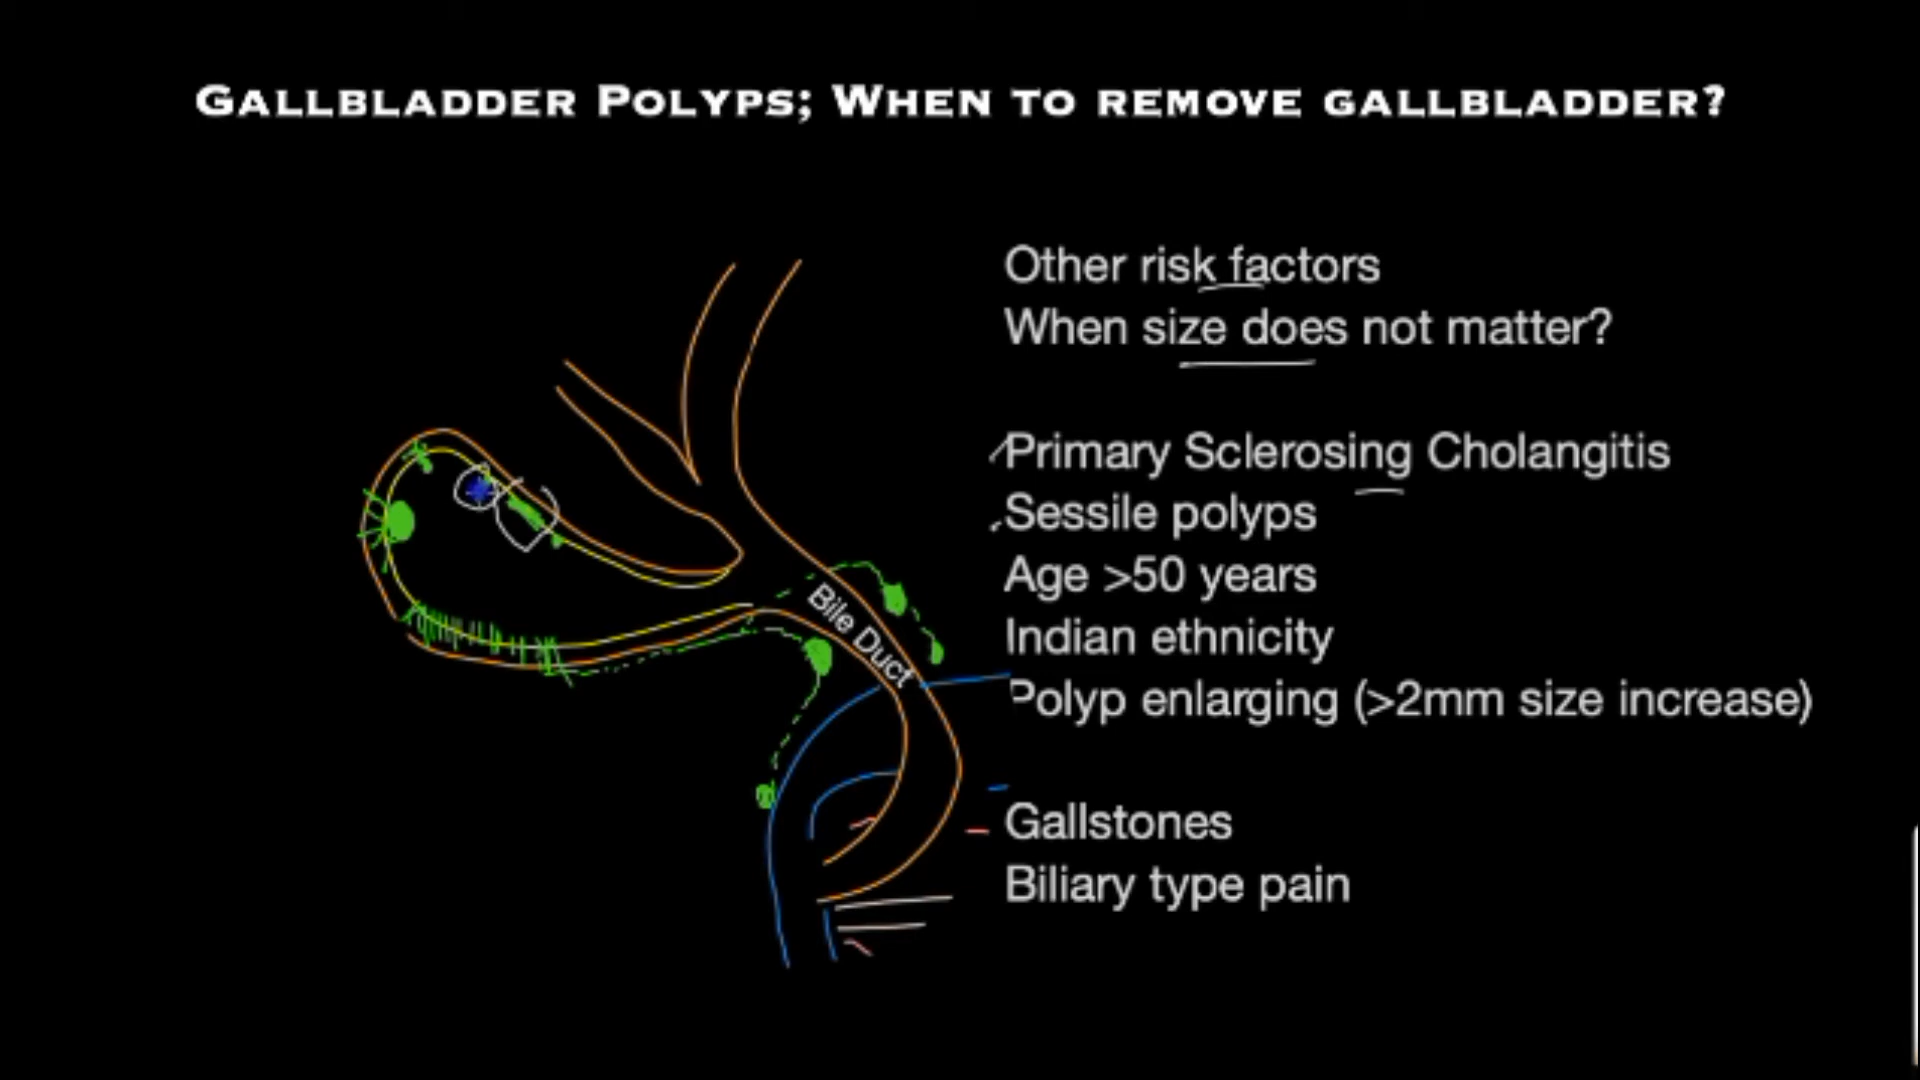 Gallbladder Polyps; When to remove gallbladder?
Other risk factors
When size does not matter?
Primary Sclerosing Cholangitis
Sessile polyps
Age >50 years
Indian ethnicity
Polyp enlarging (>2mm size increase)
Gallstones
Biliary type pain
Bile Duct